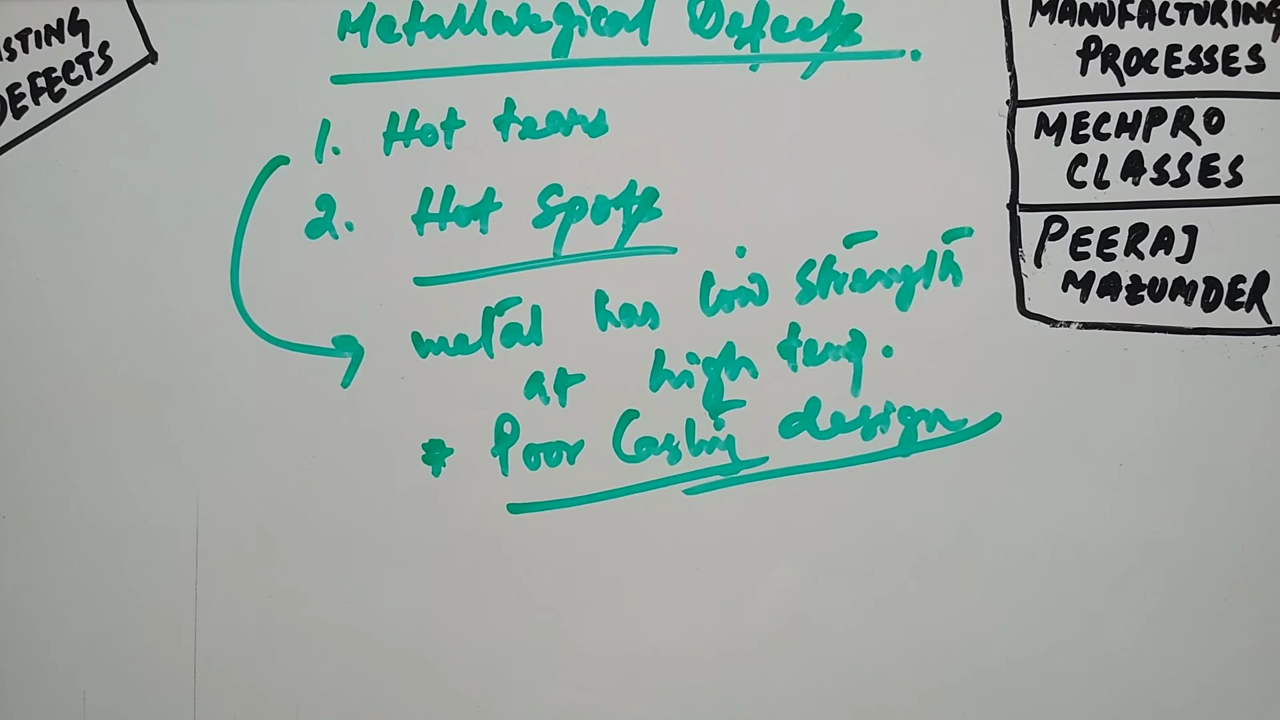 STING
DEFECTS
Metallurgical Defects
1. Hot tears
2. Hot Spots
metal has low strength
at high temp.
* Poor Casting design
MANUFACTURING
PROCESSES
MECHPRO
CLASSES
PEERAJ
MAZUMDER